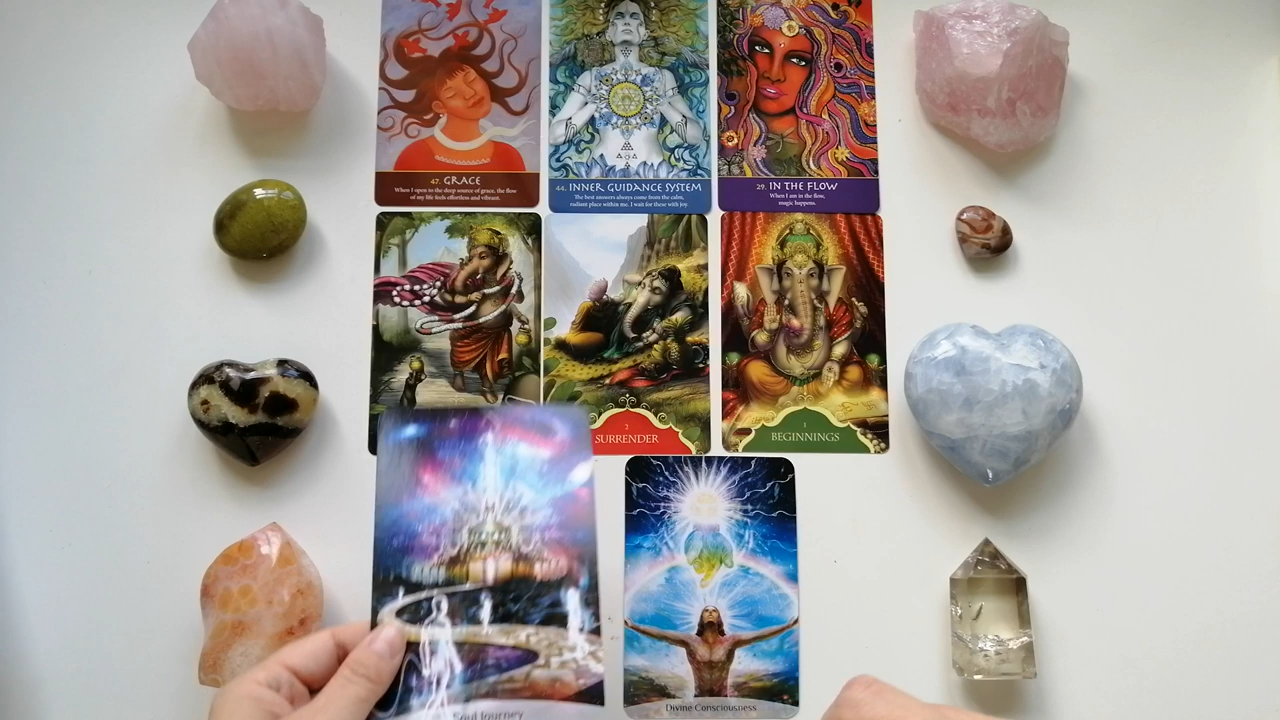 47. GRACE
When I open to the deep source of grace, the flow
of my life feels effortless and vibrant.
44. INNER GUIDANCE SYSTEM
The best answers always come from the calm,
radiant place within me. I wait for these with joy.
29. IN THE FLOW
When I am in the flow,
magic happens.
2
SURRENDER
1
BEGINNINGS
Soul Journey
Divine Consciousness